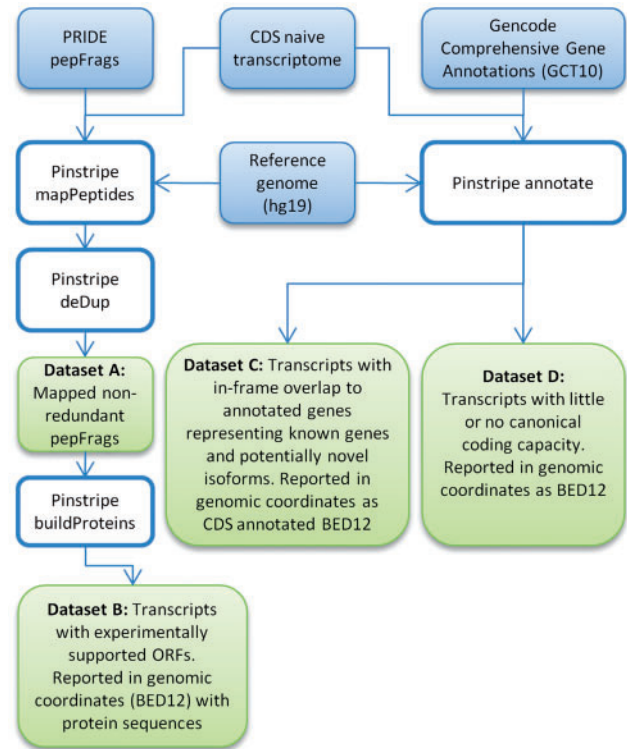 PRIDE
pepFrags
CDS naive
transcriptome
Gencode
Comprehensive Gene
Annotations (GCT10)
Pinstripe
mapPeptides
Reference
genome
(hg19)
Pinstripe annotate
Pinstripe
deDup
Dataset A:
Mapped non-
redundant
pepFrags
Dataset C: Transcripts with
in-frame overlap to
annotated genes
representing known genes
and potentially novel
isoforms. Reported in
genomic coordinates as
CDS annotated BED12
Dataset D:
Transcripts with little
or no canonical
coding capacity.
Reported in genomic
coordinates as BED12
Pinstripe
buildProteins
Dataset B: Transcripts
with experimentally
supported ORFs.
Reported in genomic
coordinates (BED12) with
protein sequences